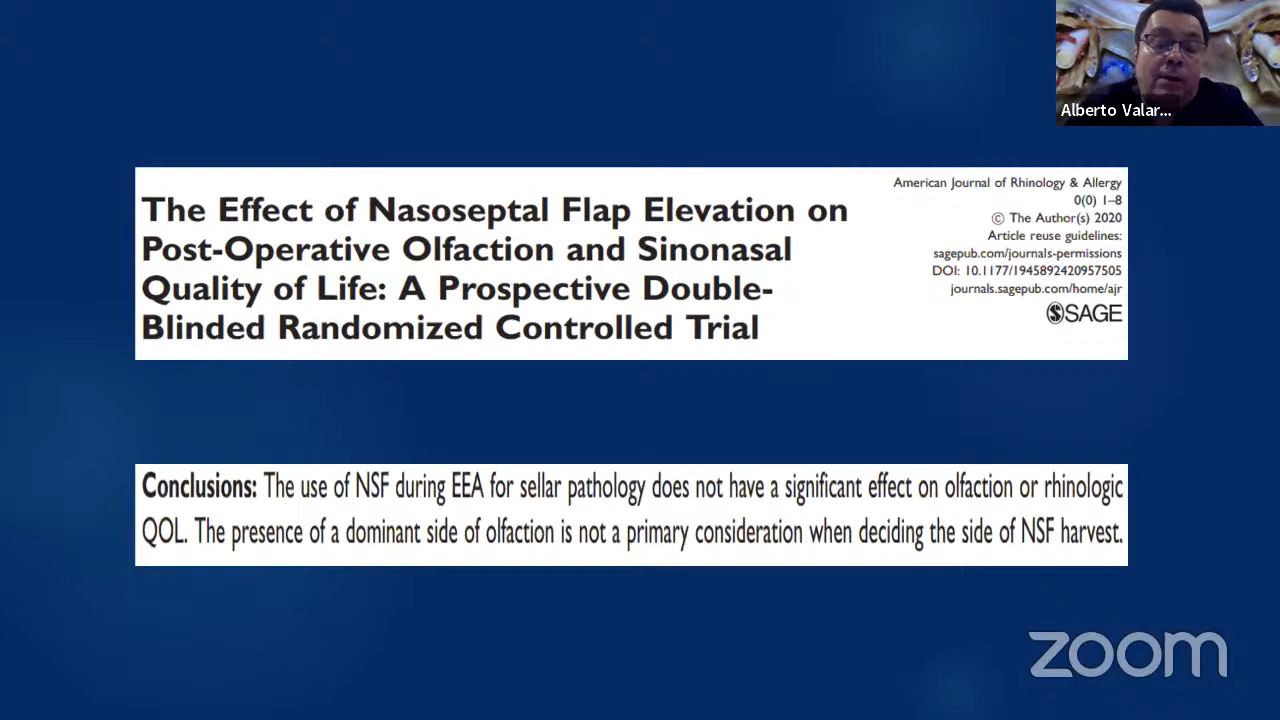 Alberto Valar...
The Effect of Nasoseptal Flap Elevation on
Post-Operative Olfaction and Sinonasal
Quality of Life: A Prospective Double-
Blinded Randomized Controlled Trial
American Journal of Rhinology & Allergy
0(0) 1–8
© The Author(s) 2020
Article reuse guidelines:
sagepub.com/journals-permissions
DOI: 10.1177/1945892420957505
journals.sagepub.com/home/ajr
SAGE
Conclusions: The use of NSF during EEA for sellar pathology does not have a significant effect on olfaction or rhinologic
QOL. The presence of a dominant side of olfaction is not a primary consideration when deciding the side of NSF harvest.
zoom